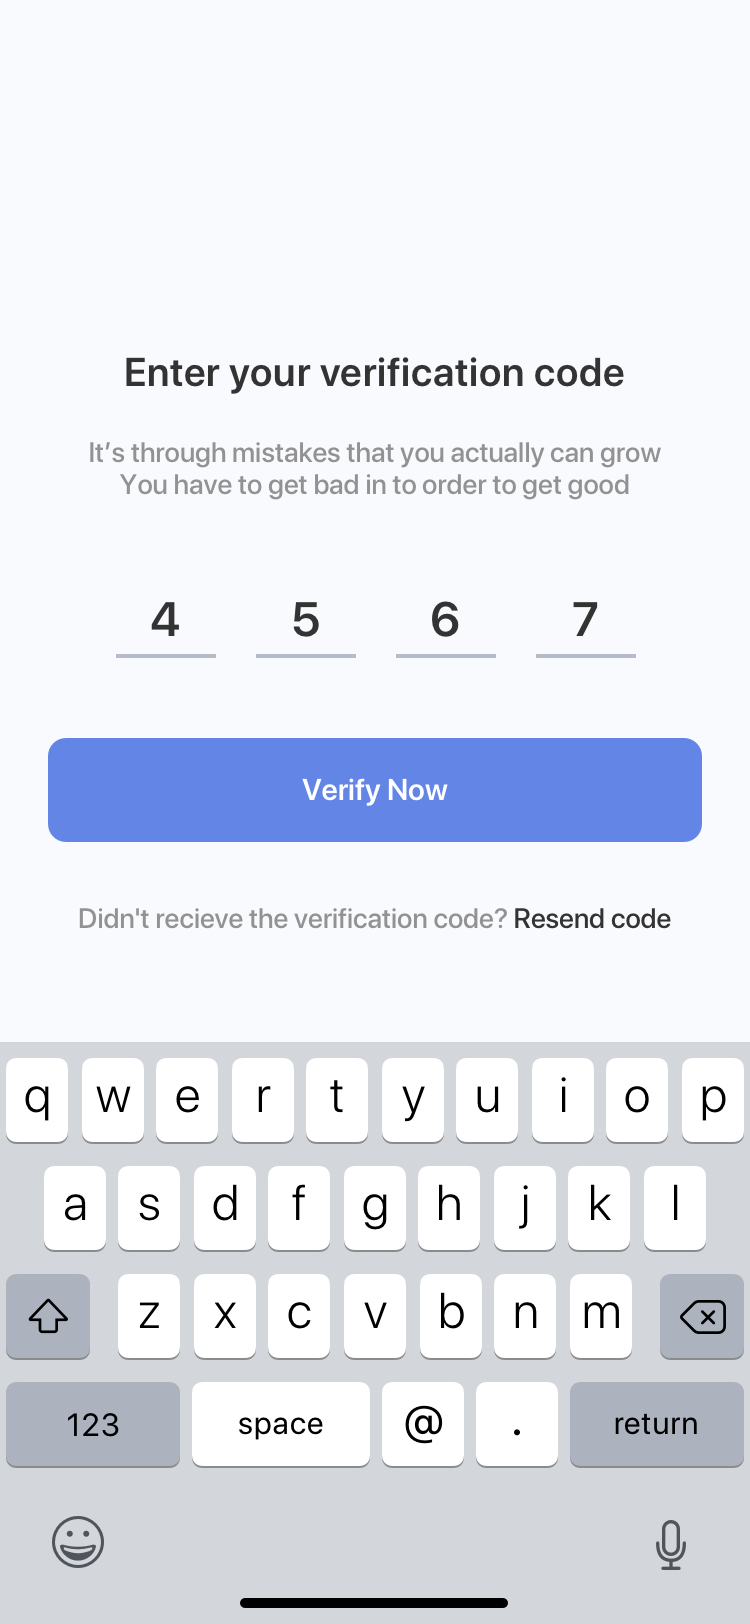 Enter your verification code
It's through mistakes that you actually can grow
You have to get bad in to order to get good
4 5 6 7
Verify Now
Didn't recieve the verification code? Resend code
q w e r t y u i o p
a s d f g h j k l
z x c v b n m
123 space @ . return